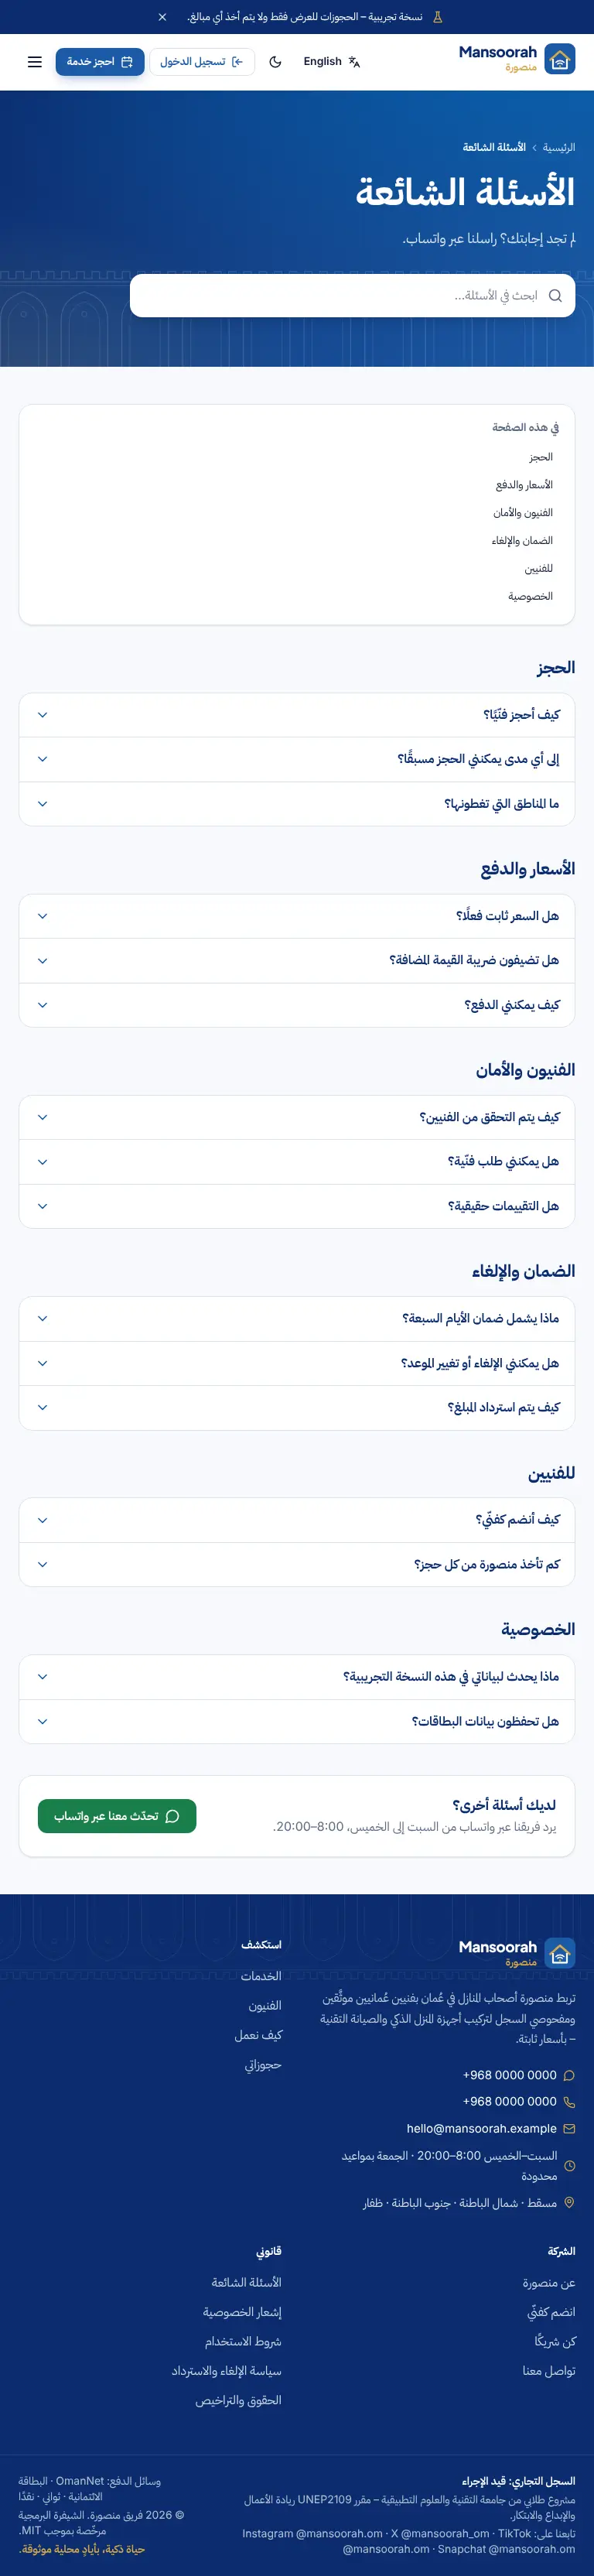 نسخة تجريبية – الحجوزات للعرض فقط ولا يتم أخذ أي مبالغ.
Mansoorah
منصورة
English
تسجيل الدخول
احجز خدمة
الرئيسية › الأسئلة الشائعة
الأسئلة الشائعة
لم تجد إجابتك؟ راسلنا عبر واتساب.
ابحث في الأسئلة…
في هذه الصفحة
الحجز
الأسعار والدفع
الفنيون والأمان
الضمان والإلغاء
للفنيين
الخصوصية
الحجز
كيف أحجز فنّيًا؟
إلى أي مدى يمكنني الحجز مسبقًا؟
ما المناطق التي تغطونها؟
الأسعار والدفع
هل السعر ثابت فعلًا؟
هل تضيفون ضريبة القيمة المضافة؟
كيف يمكنني الدفع؟
الفنيون والأمان
كيف يتم التحقق من الفنيين؟
هل يمكنني طلب فنّية؟
هل التقييمات حقيقية؟
الضمان والإلغاء
ماذا يشمل ضمان الأيام السبعة؟
هل يمكنني الإلغاء أو تغيير الموعد؟
كيف يتم استرداد المبلغ؟
للفنيين
كيف أنضم كفنّي؟
كم تأخذ منصورة من كل حجز؟
الخصوصية
ماذا يحدث لبياناتي في هذه النسخة التجريبية؟
هل تحفظون بيانات البطاقات؟
لديك أسئلة أخرى؟
يرد فريقنا عبر واتساب من السبت إلى الخميس، 8:00–20:00.
تحدّث معنا عبر واتساب
Mansoorah
منصورة
تربط منصورة أصحاب المنازل في عُمان بفنيين عُمانيين موثَّقين
ومفحوصي السجل لتركيب أجهزة المنزل الذكي والصيانة التقنية
– بأسعار ثابتة.
+968 0000 0000
+968 0000 0000
hello@mansoorah.example
السبت–الخميس 8:00–20:00 · الجمعة بمواعيد
محدودة
مسقط · شمال الباطنة · جنوب الباطنة · ظفار
استكشف
الخدمات
الفنيون
كيف نعمل
حجوزاتي
الشركة
عن منصورة
انضم كفنّي
كن شريكًا
تواصل معنا
قانوني
الأسئلة الشائعة
إشعار الخصوصية
شروط الاستخدام
سياسة الإلغاء والاسترداد
الحقوق والتراخيص
السجل التجاري: قيد الإجراء
مشروع طلابي من جامعة التقنية والعلوم التطبيقية – مقرر UNEP2109 ريادة الأعمال
والإبداع والابتكار.
تابعنا على: Instagram @mansoorah.om · X @mansoorah_om · TikTok
@mansoorah.om · Snapchat @mansoorah.om
وسائل الدفع: OmanNet · البطاقة
الائتمانية · ثواني · نقدًا
© 2026 فريق منصورة. الشيفرة البرمجية
مرخّصة بموجب MIT.
حياة ذكية، بأيادٍ محلية موثوقة.